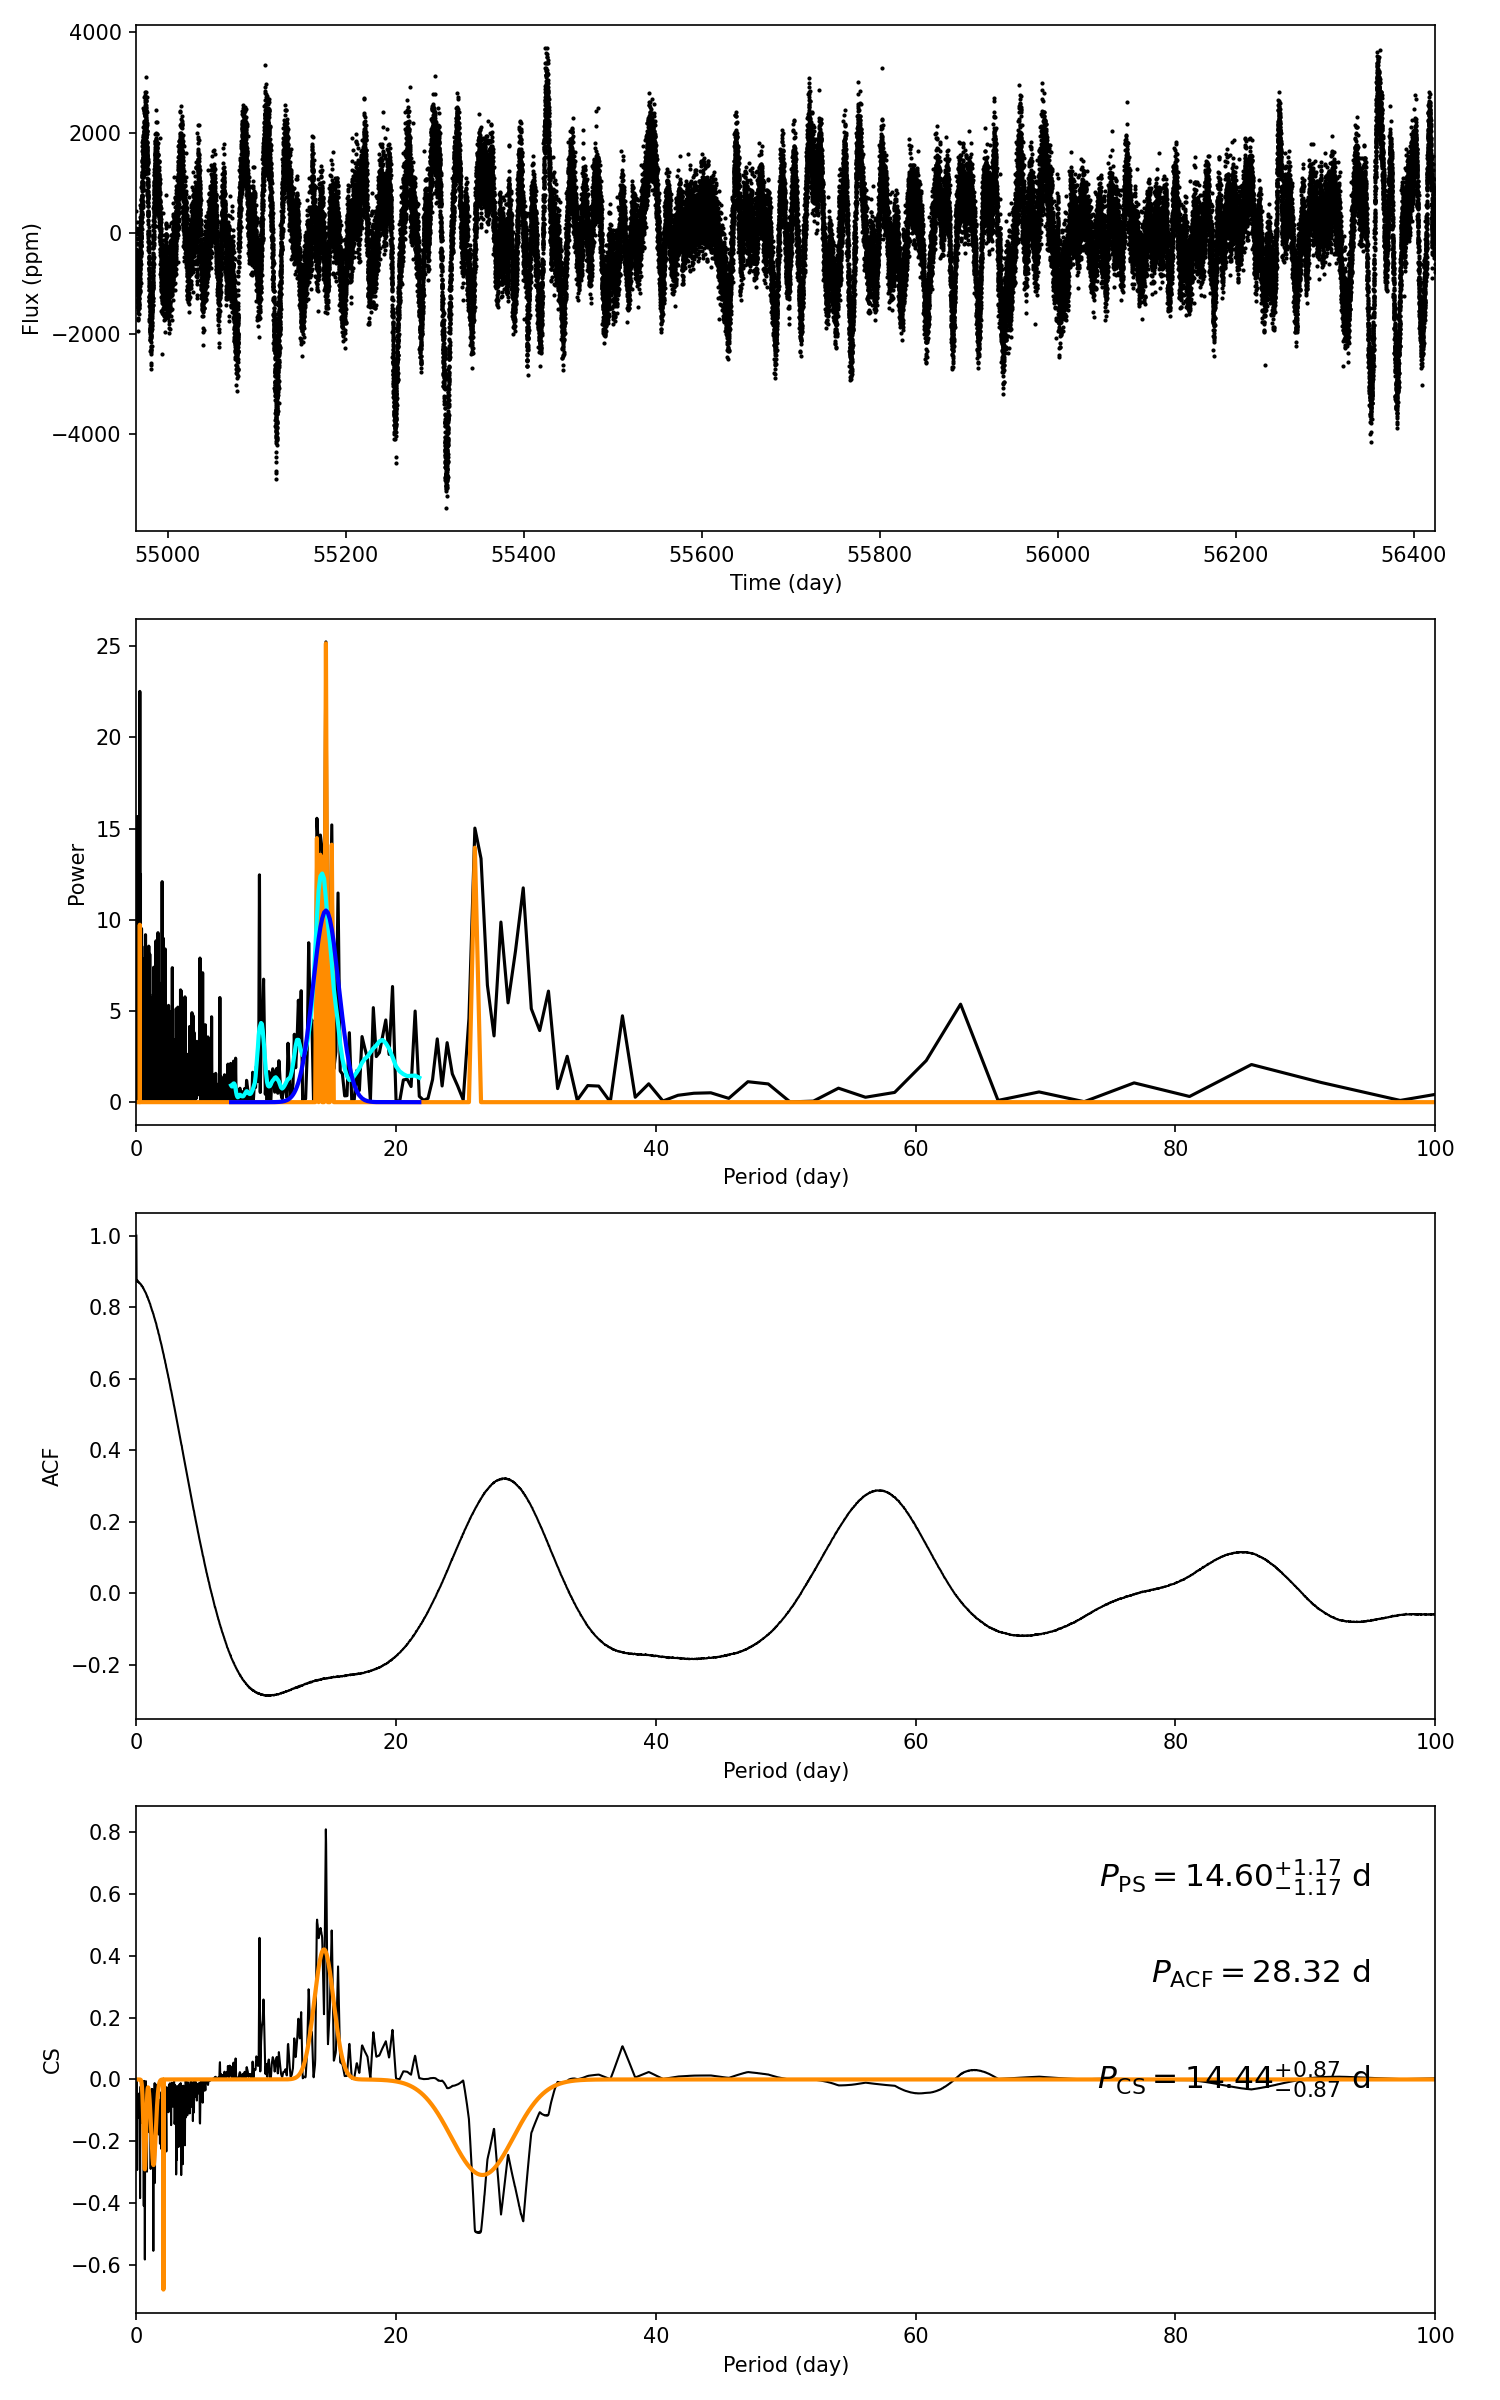 4000
2000
0
−2000
−4000
Flux (ppm)
55000 55200 55400 55600 55800 56000 56200 56400
Time (day)
25
20
15
10
5
0
Power
0 20 40 60 80 100
Period (day)
1.0
0.8
0.6
0.4
0.2
0.0
−0.2
ACF
0 20 40 60 80 100
Period (day)
0.8
0.6
0.4
0.2
0.0
−0.2
−0.4
−0.6
CS
P_PS = 14.60^{+1.17}_{−1.17} d
P_ACF = 28.32 d
P_CS = 14.44^{+0.87}_{−0.87} d
0 20 40 60 80 100
Period (day)